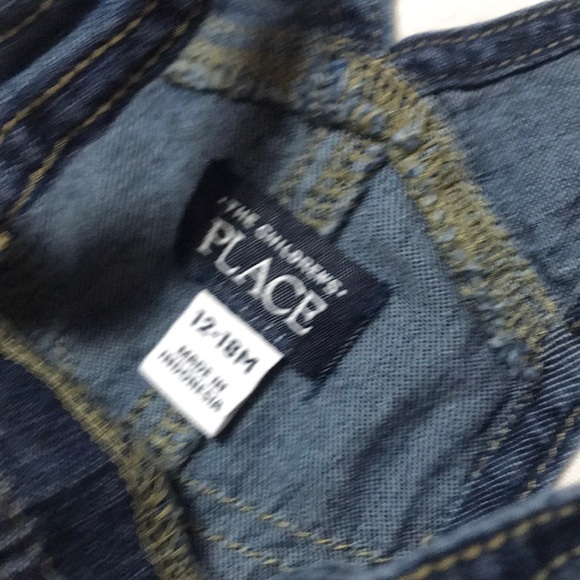 THE CHILDREN'S
PLACE
12-18M
MADE IN
INDONESIA